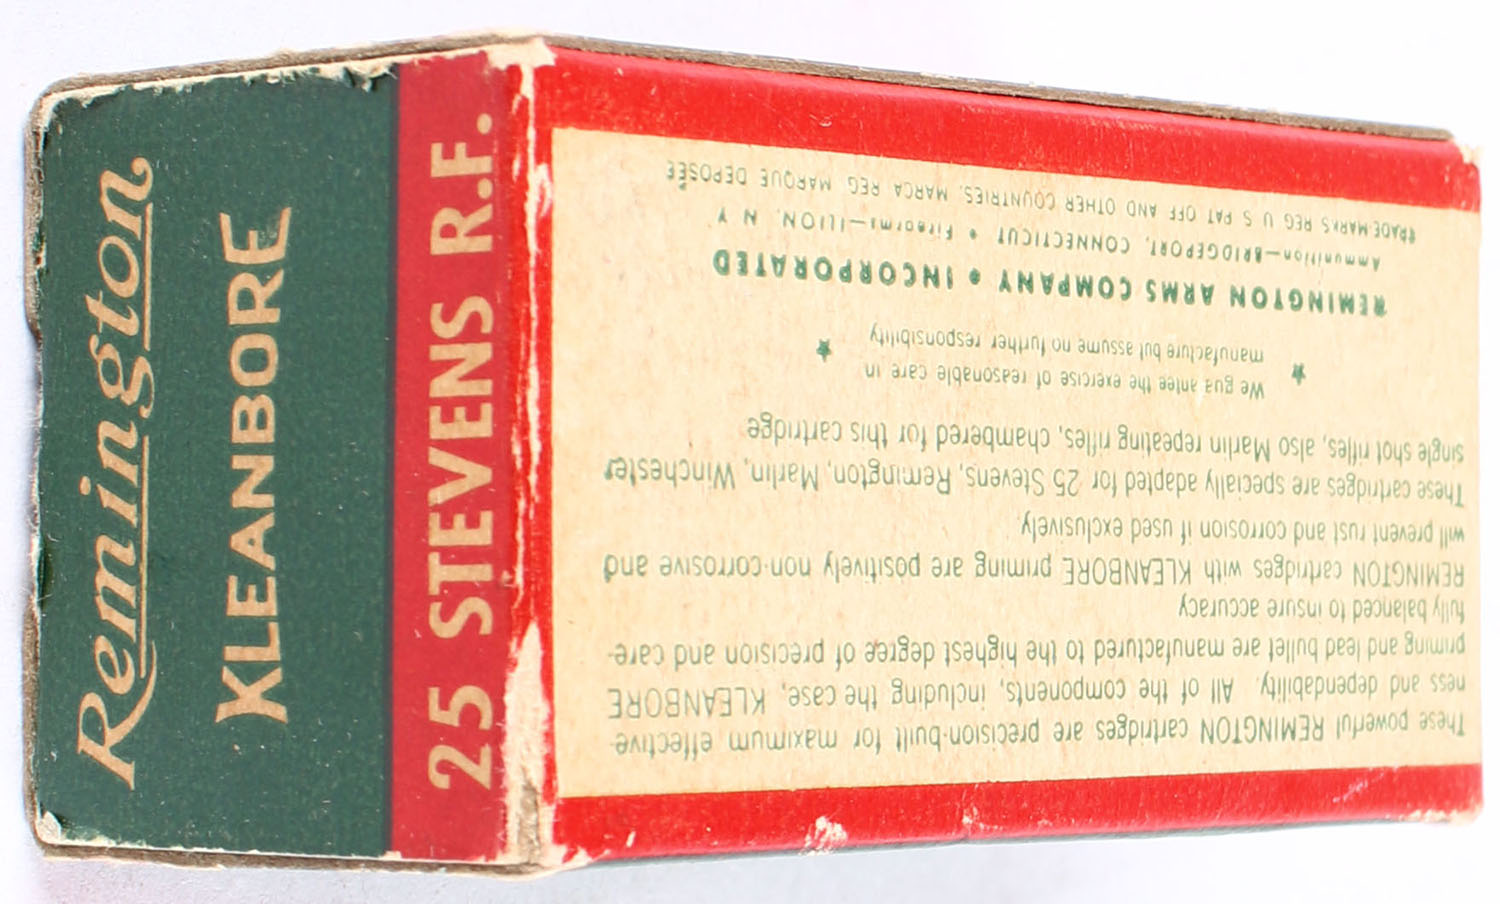 Remington
KLEANBORE
25 STEVENS R.F.
These powerful REMINGTON cartridges are precision-built for maximum effective-
ness and dependability. All of the components, including the case, KLEANBORE
priming and lead bullet are manufactured to the highest degree of precision and care-
fully balanced to insure accuracy
REMINGTON cartridges with KLEANBORE priming are positively non-corrosive and
will prevent rust and corrosion if used exclusively.
These cartridges are specially adapted for 25 Stevens, Remington, Marlin, Winchester
single shot rifles, also Marlin repeating rifles, chambered for this cartridge
We gua antee the exercise of reasonable care in
manufacture but assume no further responsibility
REMINGTON ARMS COMPANY • INCORPORATED
Ammunition—BRIDGEPORT, CONNECTICUT • Firearms—ILION, N Y
TRADEMARKS REG U S PAT OFF AND OTHER COUNTRIES, MARCA REG MARQUE DEPOSÉE